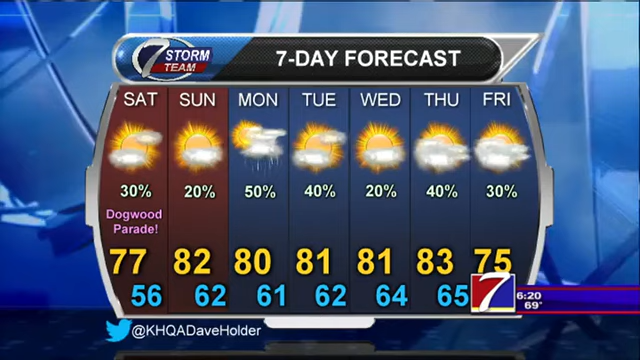 7 STORM TEAM
7-DAY FORECAST
SAT SUN MON TUE WED THU FRI
30% 20% 50% 40% 20% 40% 30%
Dogwood
Parade!
77 82 80 81 81 83 75
56 62 61 62 64 65
7
6:20
69°
@KHQADaveHolder